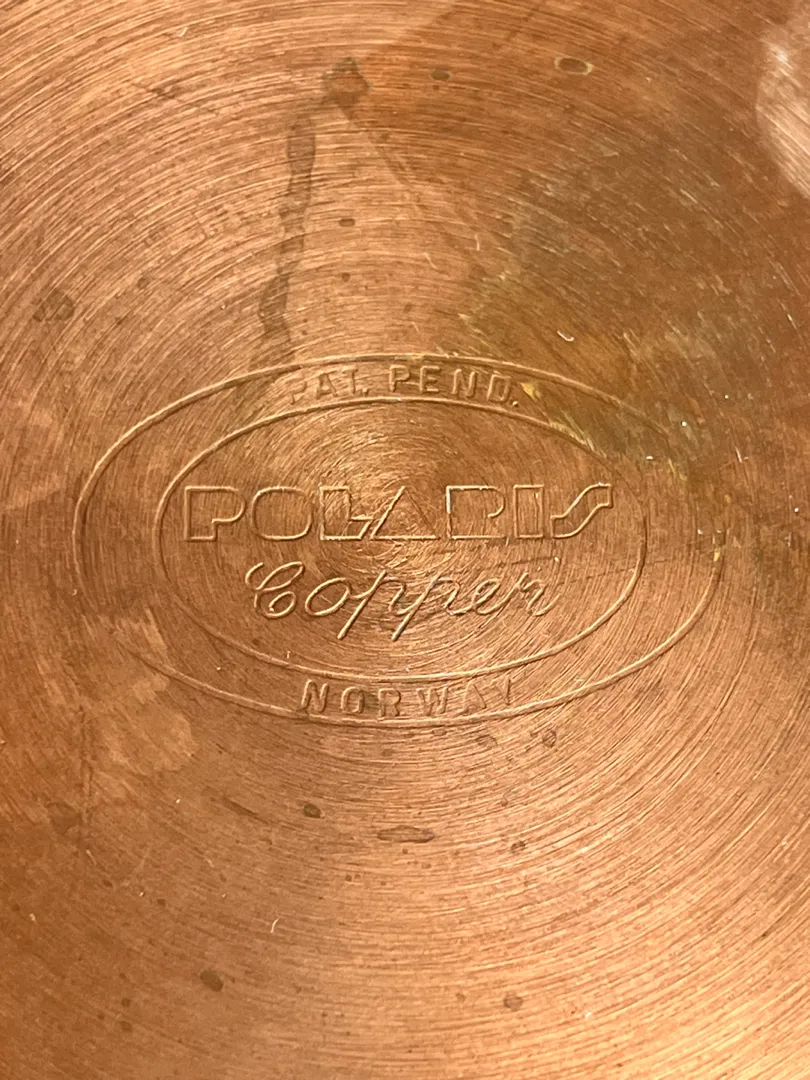 PAT. PEND.
POLARIS
Copper
NORWAY